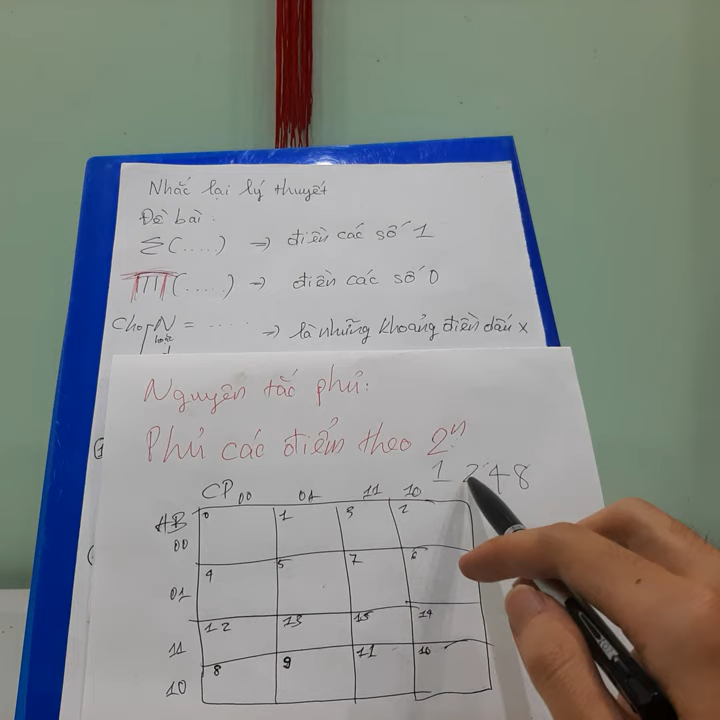 Nhắc lại lý thuyết
Đề bài:
Σ(....) => điền các số 1
Π(.....) => điền các số 0
Cho N = ..... => là những khoảng điền dấu x
hoặc
Nguyên tắc phủ:
Phủ các điểm theo 2ⁿ.
1 2 4 8
CD 00 01 11 10
AB 0 1 3 2
00
4 5 7 6
01
12 13 15 14
11
8 9 11 10
10